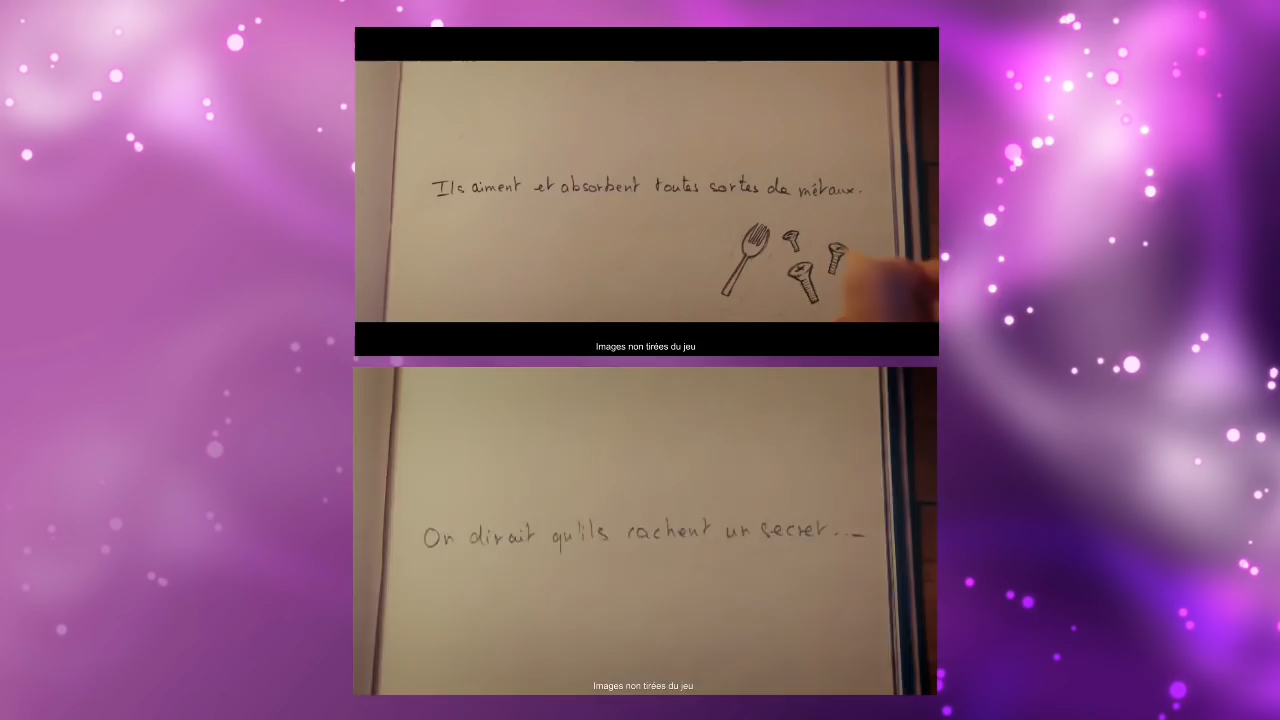 Ils aiment et absorbent toutes sortes de métaux.
Images non tirées du jeu
On dirait qu'ils cachent un secret...
Images non tirées du jeu